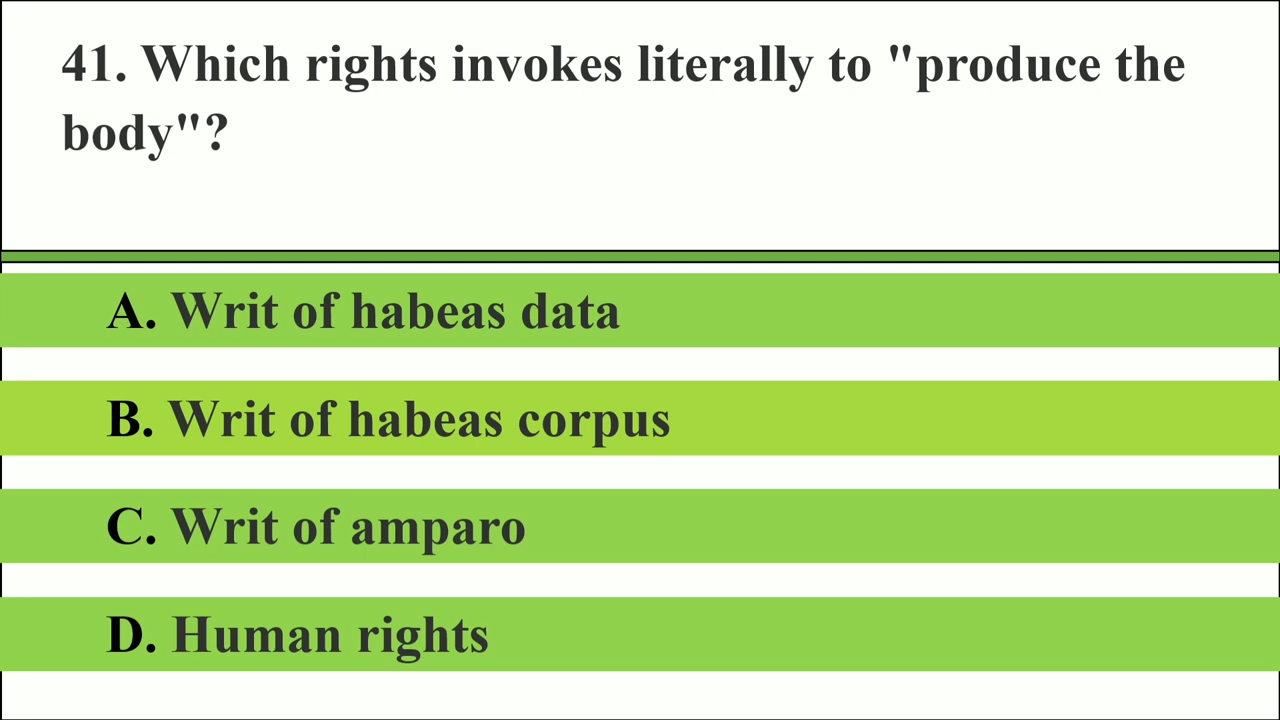 41. Which rights invokes literally to "produce the
body"?
A. Writ of habeas data
B. Writ of habeas corpus
C. Writ of amparo
D. Human rights